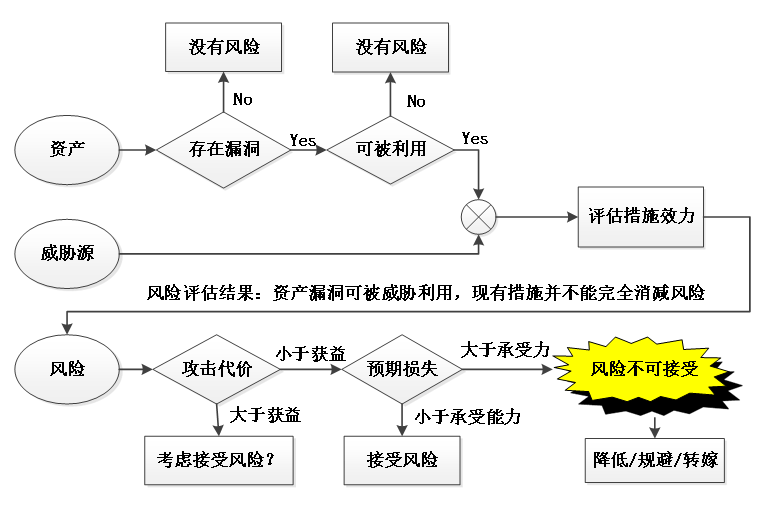 没有风险
没有风险
No
No
资产
存在漏洞
Yes
可被利用
Yes
评估措施效力
威胁源
风险评估结果：资产漏洞可被威胁利用，现有措施并不能完全消减风险
风险
攻击代价
小于获益
预期损失
大于承受力
风险不可接受
大于获益
小于承受能力
考虑接受风险？
接受风险
降低/规避/转嫁